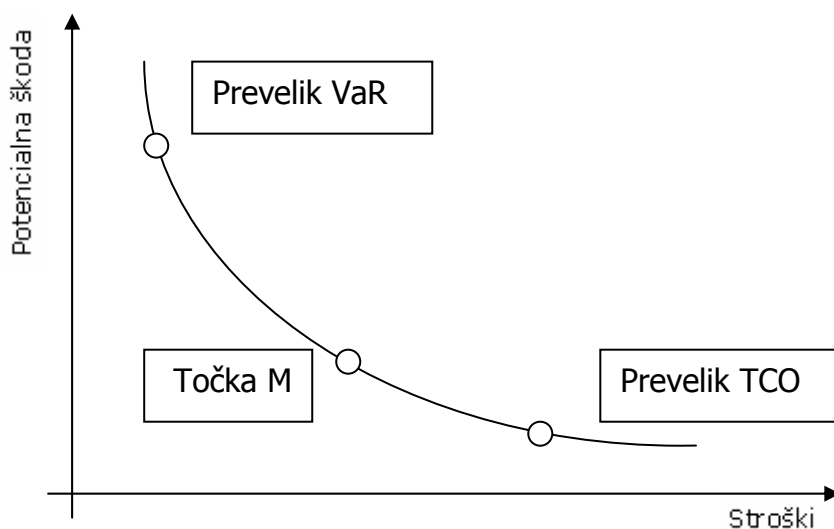 Potencialna škoda
Prevelik VaR
Točka M
Prevelik TCO
Stroški